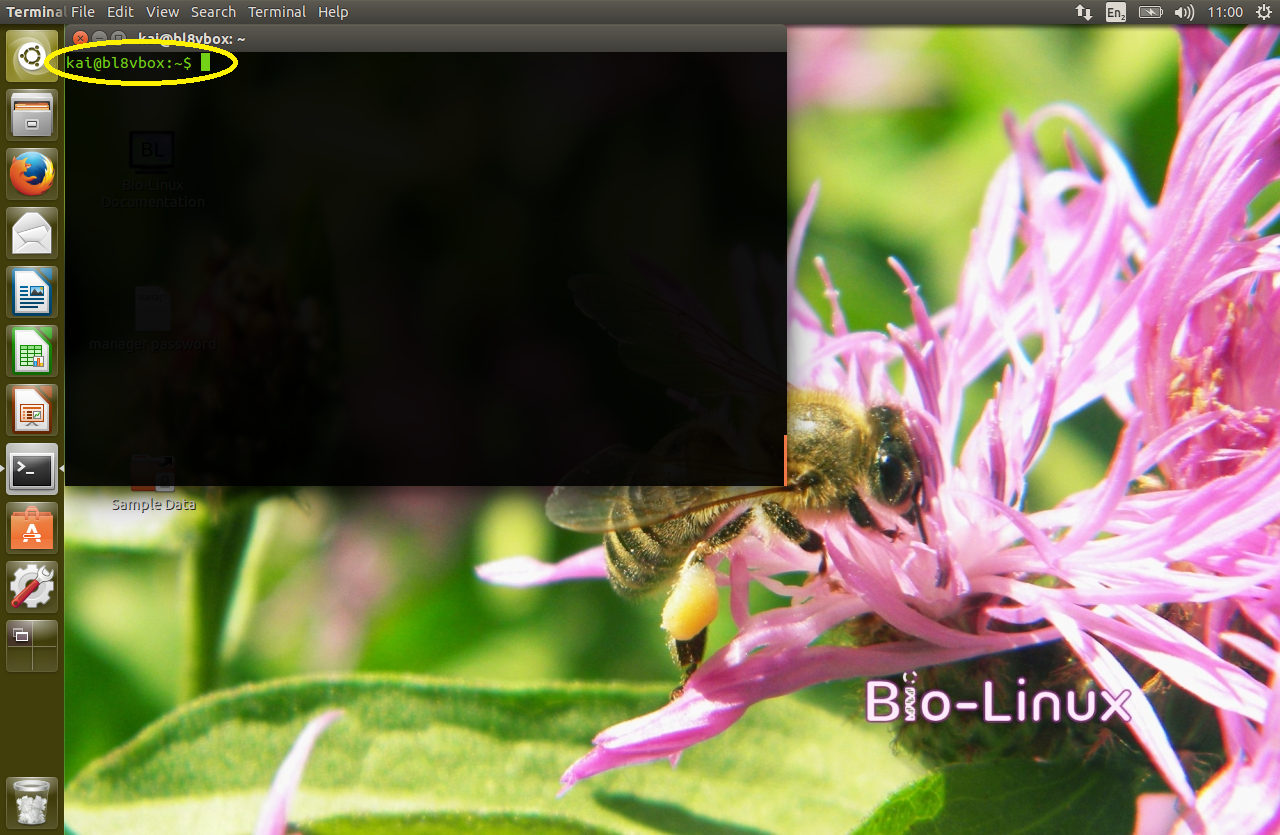 Terminal File Edit View Search Terminal Help En2 11:00
kai@bl8vbox: ~
kai@bl8vbox:~$
BL
Bio-Linux
Documentation
manager.password
Sample Data
Bio-Linux